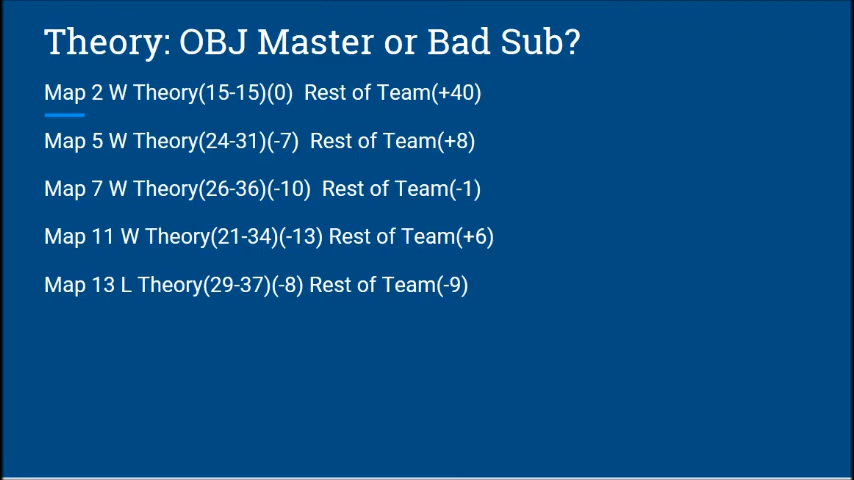 Theory: OBJ Master or Bad Sub?
Map 2 W Theory(15-15)(0) Rest of Team(+40)
Map 5 W Theory(24-31)(-7) Rest of Team(+8)
Map 7 W Theory(26-36)(-10) Rest of Team(-1)
Map 11 W Theory(21-34)(-13) Rest of Team(+6)
Map 13 L Theory(29-37)(-8) Rest of Team(-9)